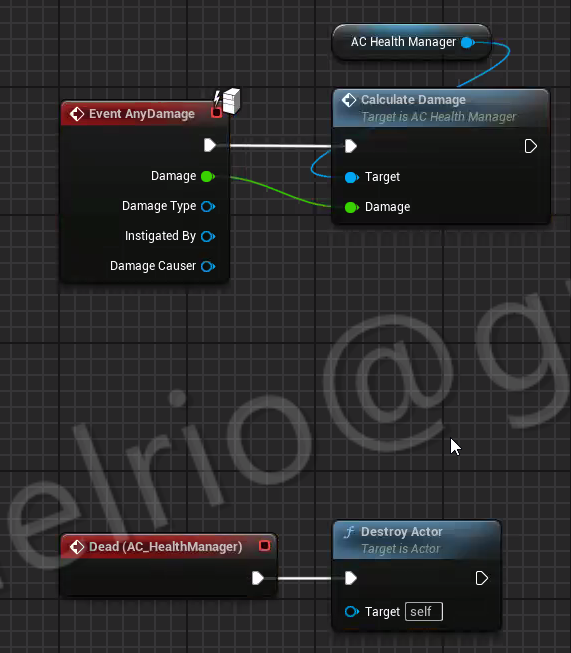 AC Health Manager
Event AnyDamage
Damage
Damage Type
Instigated By
Damage Causer
Calculate Damage
Target is AC Health Manager
Target
Damage
elrio@g
Dead (AC_HealthManager)
Destroy Actor
Target is Actor
Target self